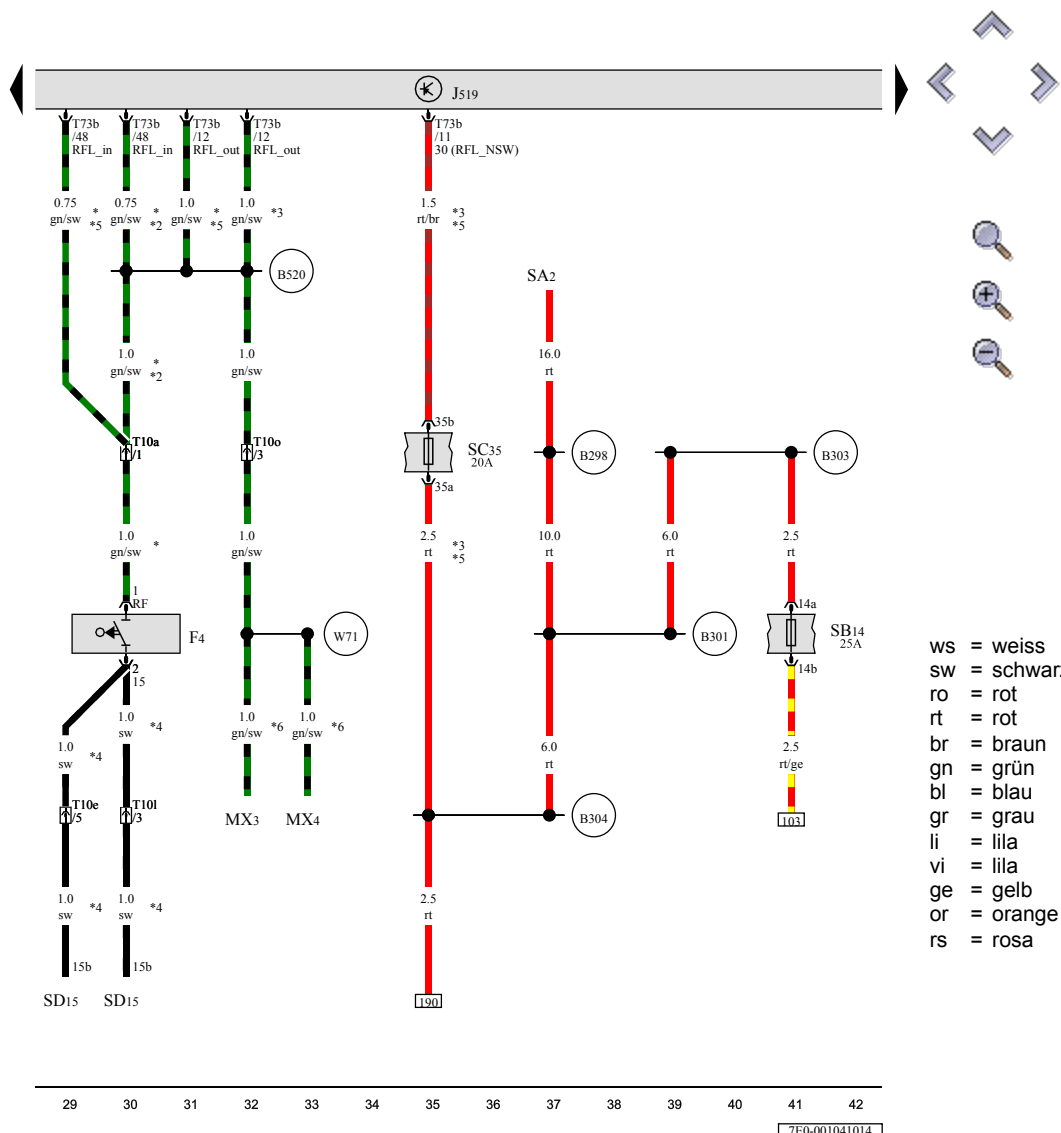 J519
T73b
/48
RFL_in
T73b
/48
RFL_in
T73b
/12
RFL_out
T73b
/12
RFL_out
T73b
/11
30 (RFL_NSW)
0.75
gn/sw
*
*5
0.75
gn/sw
*
*2
1.0
gn/sw
*
*5
1.0
gn/sw
*3
1.5
rt/br
*3
*5
B520
SA2
1.0
gn/sw
*
*2
1.0
gn/sw
16.0
rt
T10a
/1
T10o
/3
35b
SC35
20A
35a
B298
B303
1.0
gn/sw
*
1.0
gn/sw
2.5
rt
*3
*5
10.0
rt
6.0
rt
2.5
rt
1
RF
F4
2
15
W71
B301
14a
SB14
25A
14b
1.0
sw
*4
1.0
sw
*4
1.0
gn/sw
*6
1.0
gn/sw
*6
6.0
rt
2.5
rt/ge
T10e
/5
T10l
/3
MX3
MX4
B304
103
1.0
sw
*4
1.0
sw
*4
2.5
rt
15b
15b
SD15
SD15
190
29 30 31 32 33 34 35 36 37 38 39 40 41 42
7E0-001041014
ws = weiss
sw = schwar
ro = rot
rt = rot
br = braun
gn = grün
bl = blau
gr = grau
li = lila
vi = lila
ge = gelb
or = orange
rs = rosa